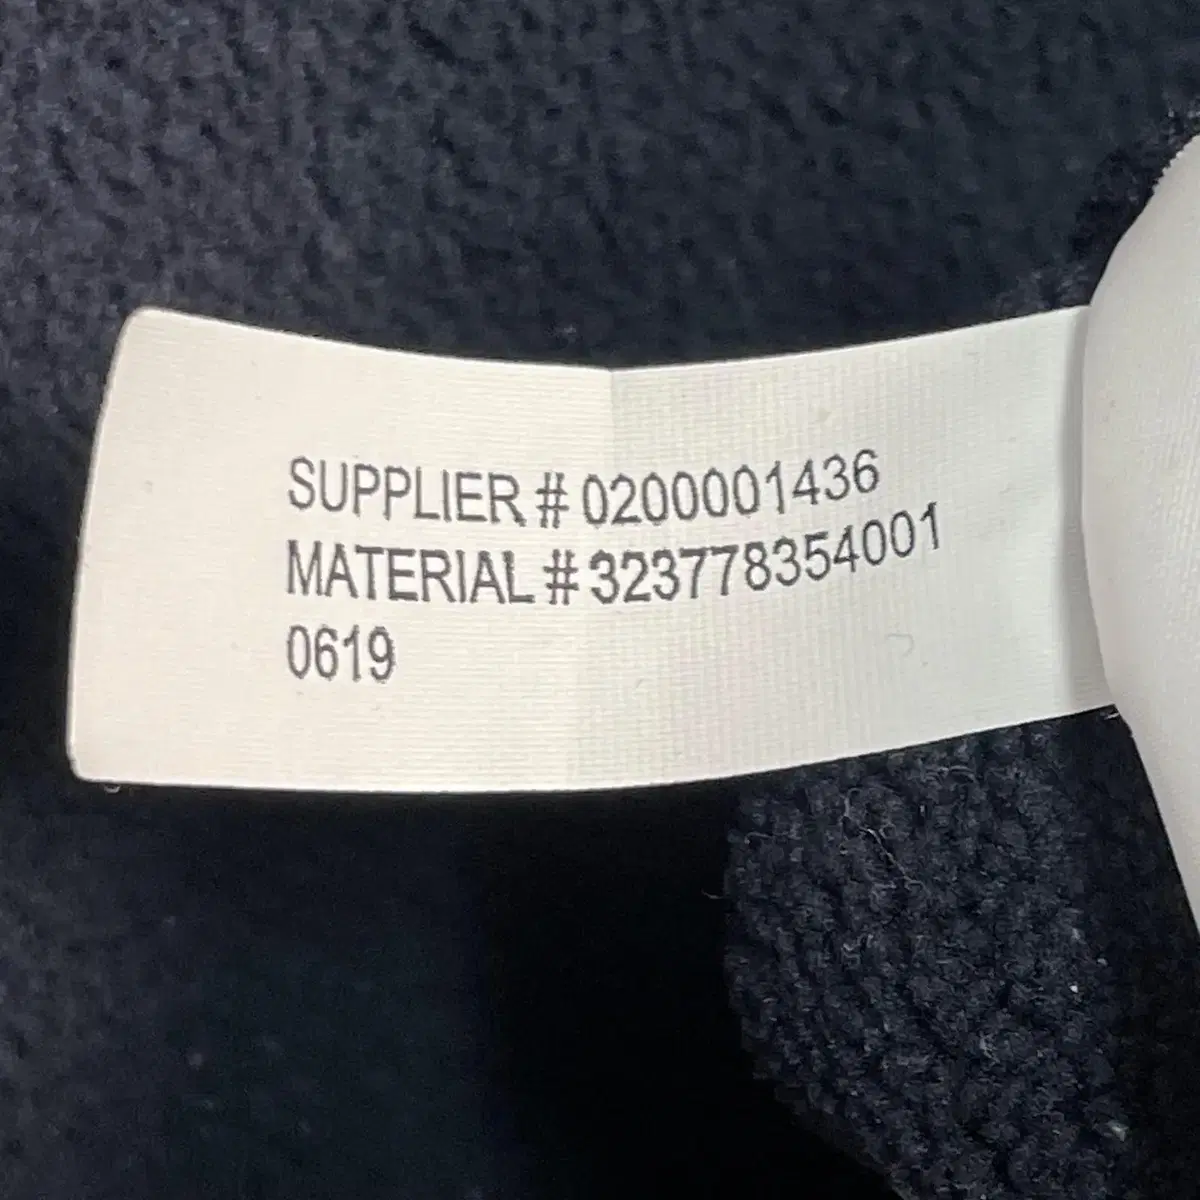 SUPPLIER # 0200001436
MATERIAL # 323778354001
0619